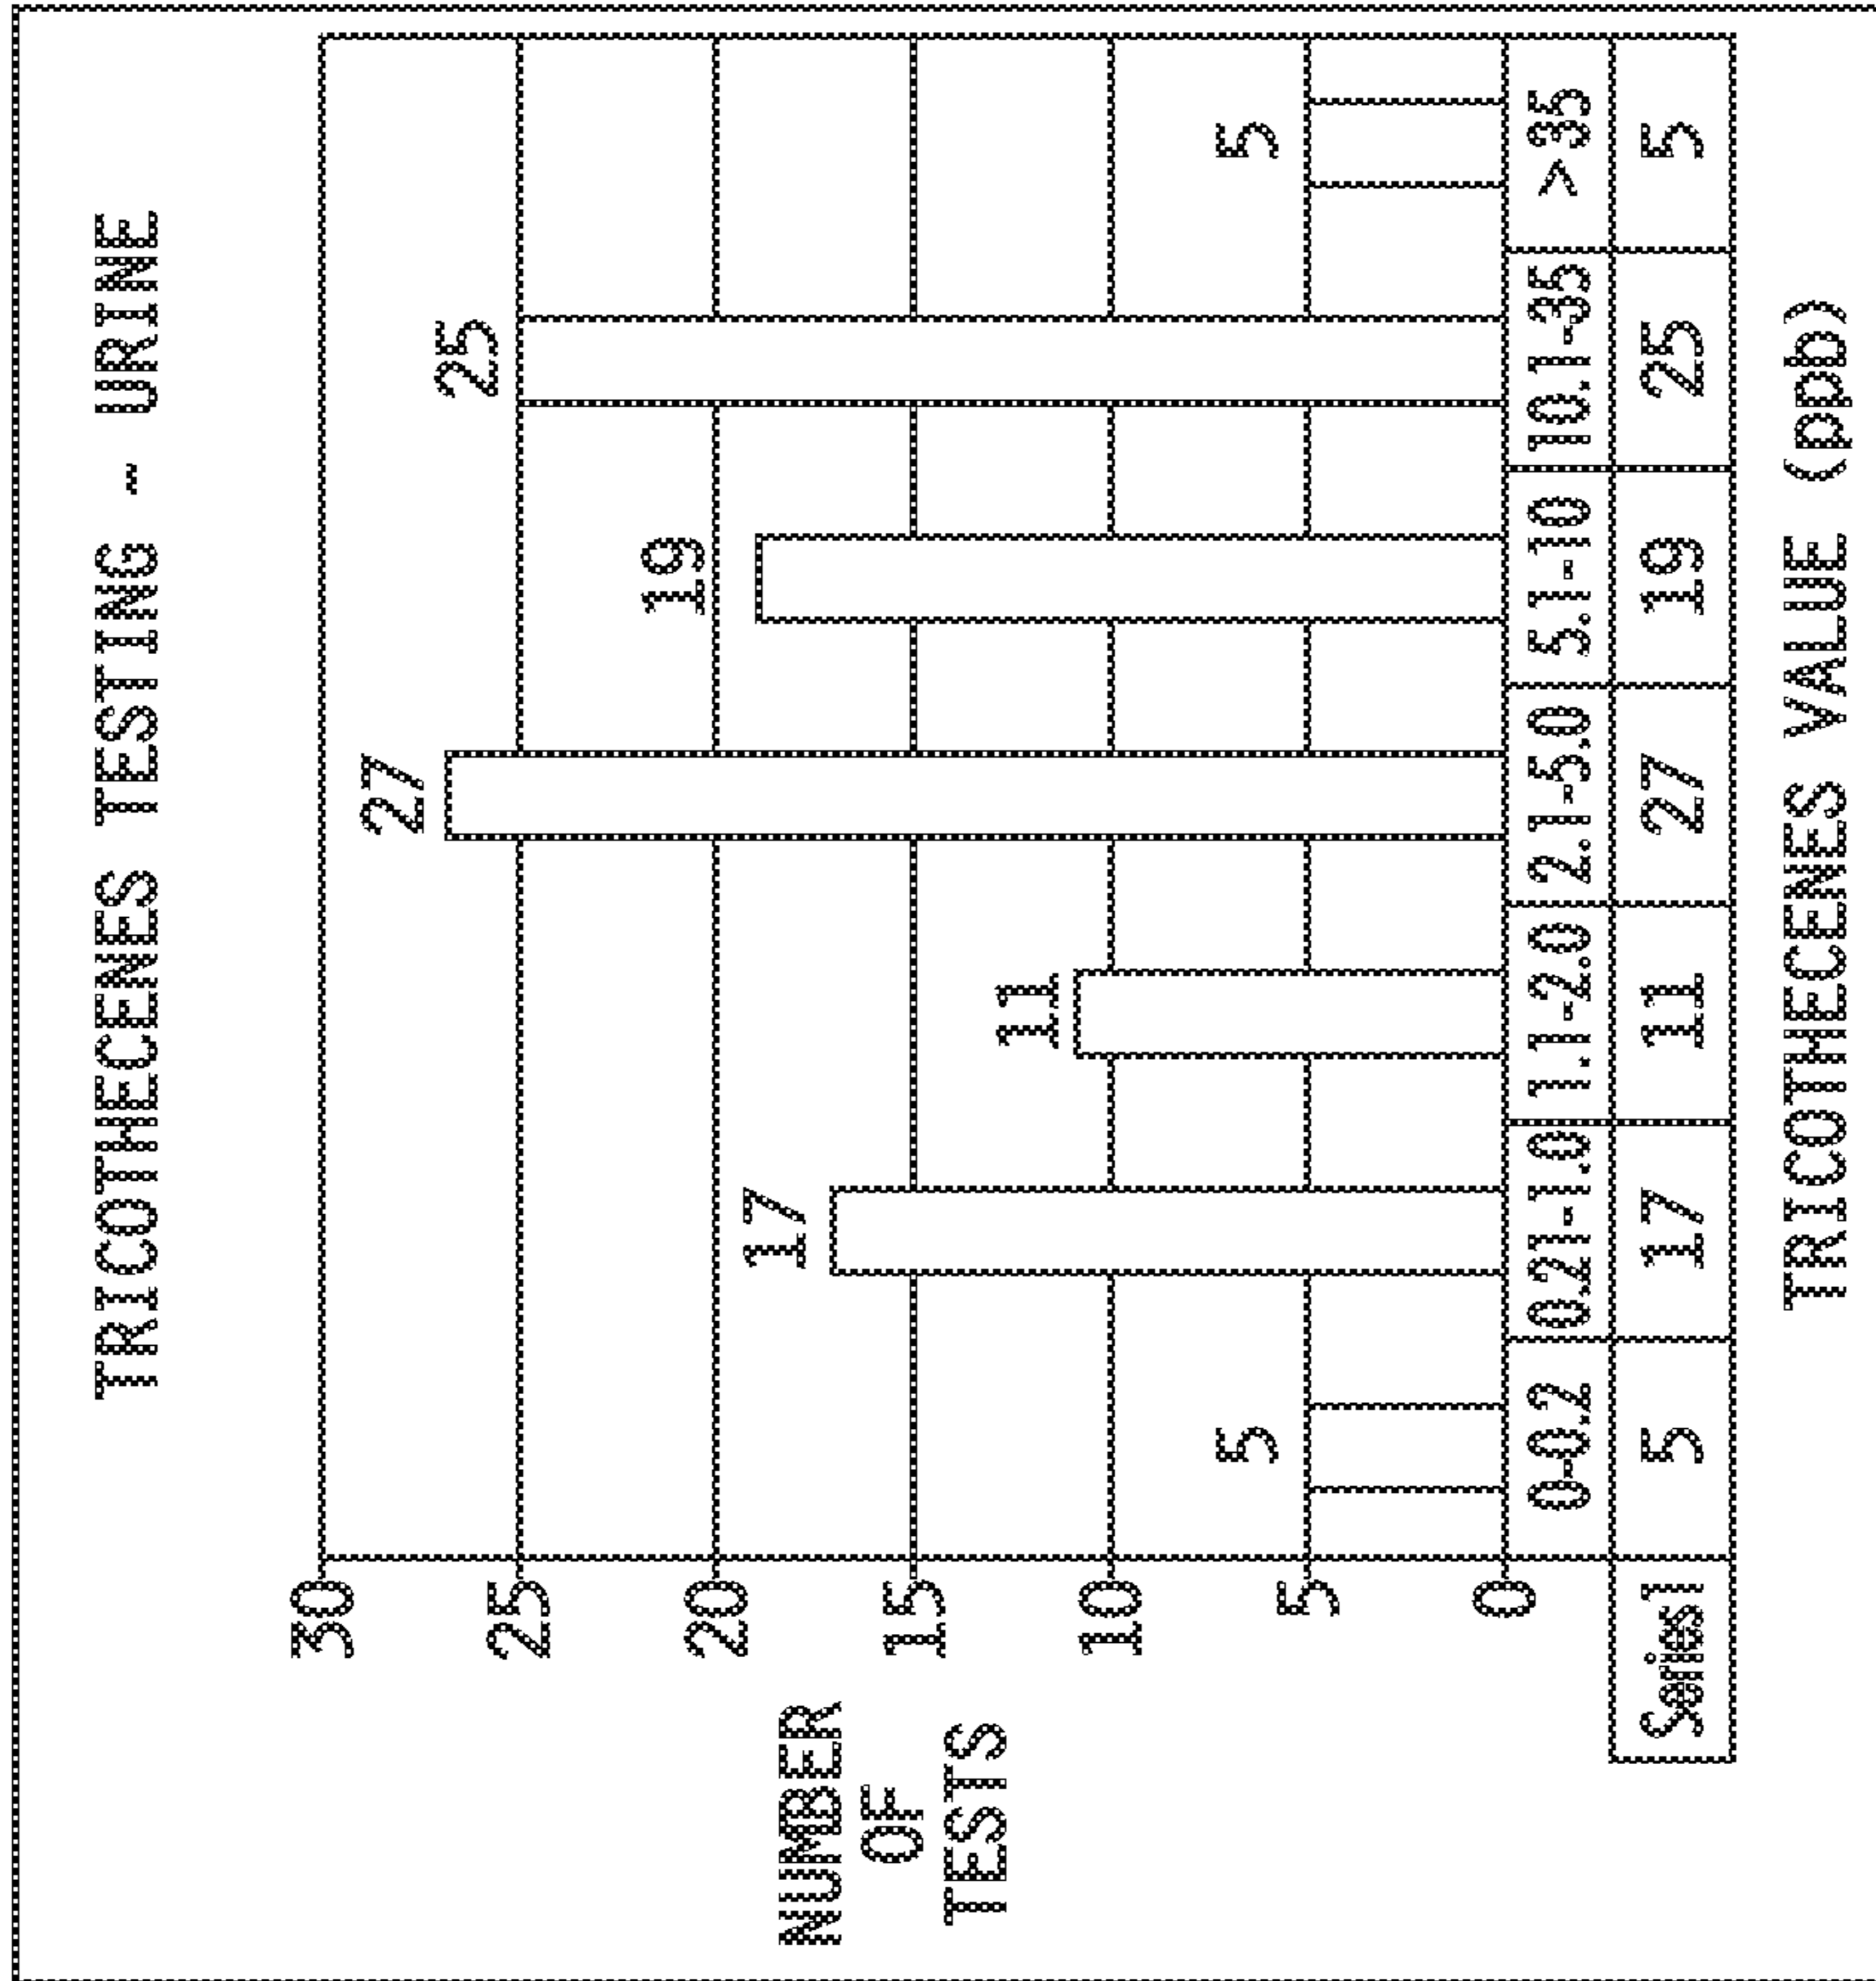 TRICOTHECENES TESTING - URINE
NUMBER
OF
TESTS
30
25
20
15
10
5
0
5
17
11
27
19
25
5
0-0.2 0.21-1.0 1.1-2.0 2.1-5.0 5.1-10 10.1-35 >35
Series1 5 17 11 27 19 25 5
TRICOTHECENES VALUE (ppb)